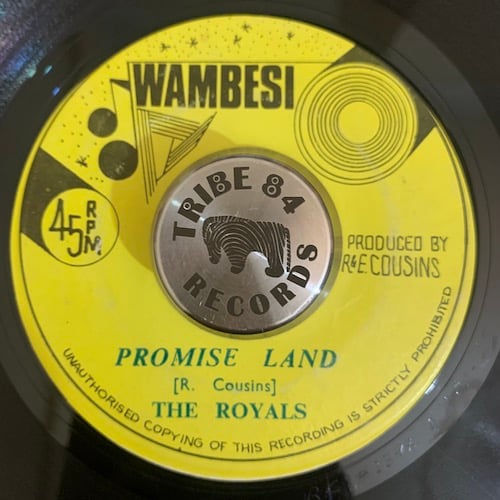 WAMBESI
TRIBE 84
RECORDS
45 RPM.
PRODUCED BY
R&E.COUSINS
PROMISE LAND
[R. Cousins]
THE ROYALS
UNAUTHORISED COPYING OF THIS RECORDING IS STRICTLY PROHIBITED